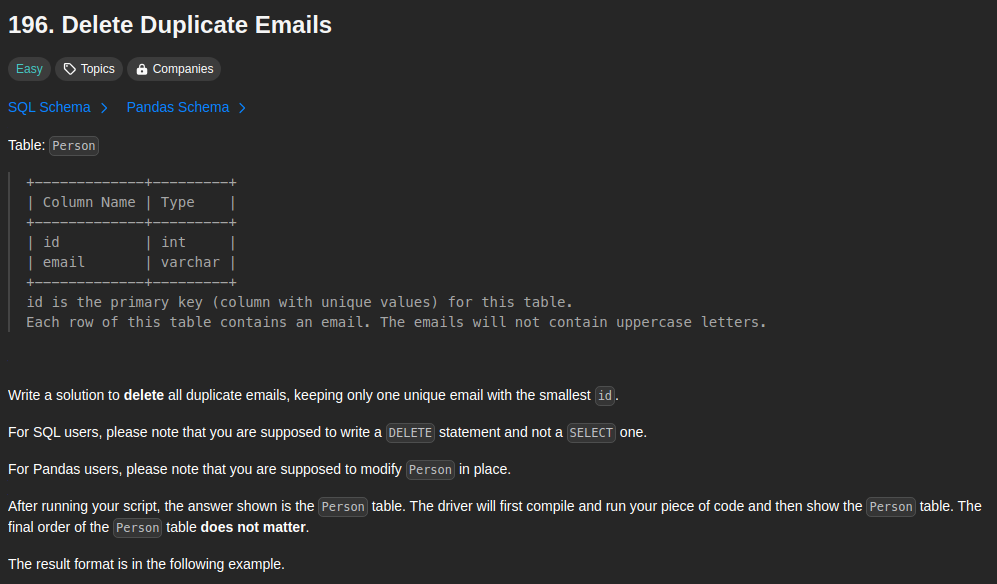 196. Delete Duplicate Emails
Easy Topics Companies
SQL Schema > Pandas Schema >
Table: Person
+-------------+---------+
| Column Name | Type    |
+-------------+---------+
| id          | int     |
| email       | varchar |
+-------------+---------+
id is the primary key (column with unique values) for this table.
Each row of this table contains an email. The emails will not contain uppercase letters.
Write a solution to delete all duplicate emails, keeping only one unique email with the smallest id.
For SQL users, please note that you are supposed to write a DELETE statement and not a SELECT one.
For Pandas users, please note that you are supposed to modify Person in place.
After running your script, the answer shown is the Person table. The driver will first compile and run your piece of code and then show the Person table. The
final order of the Person table does not matter.
The result format is in the following example.